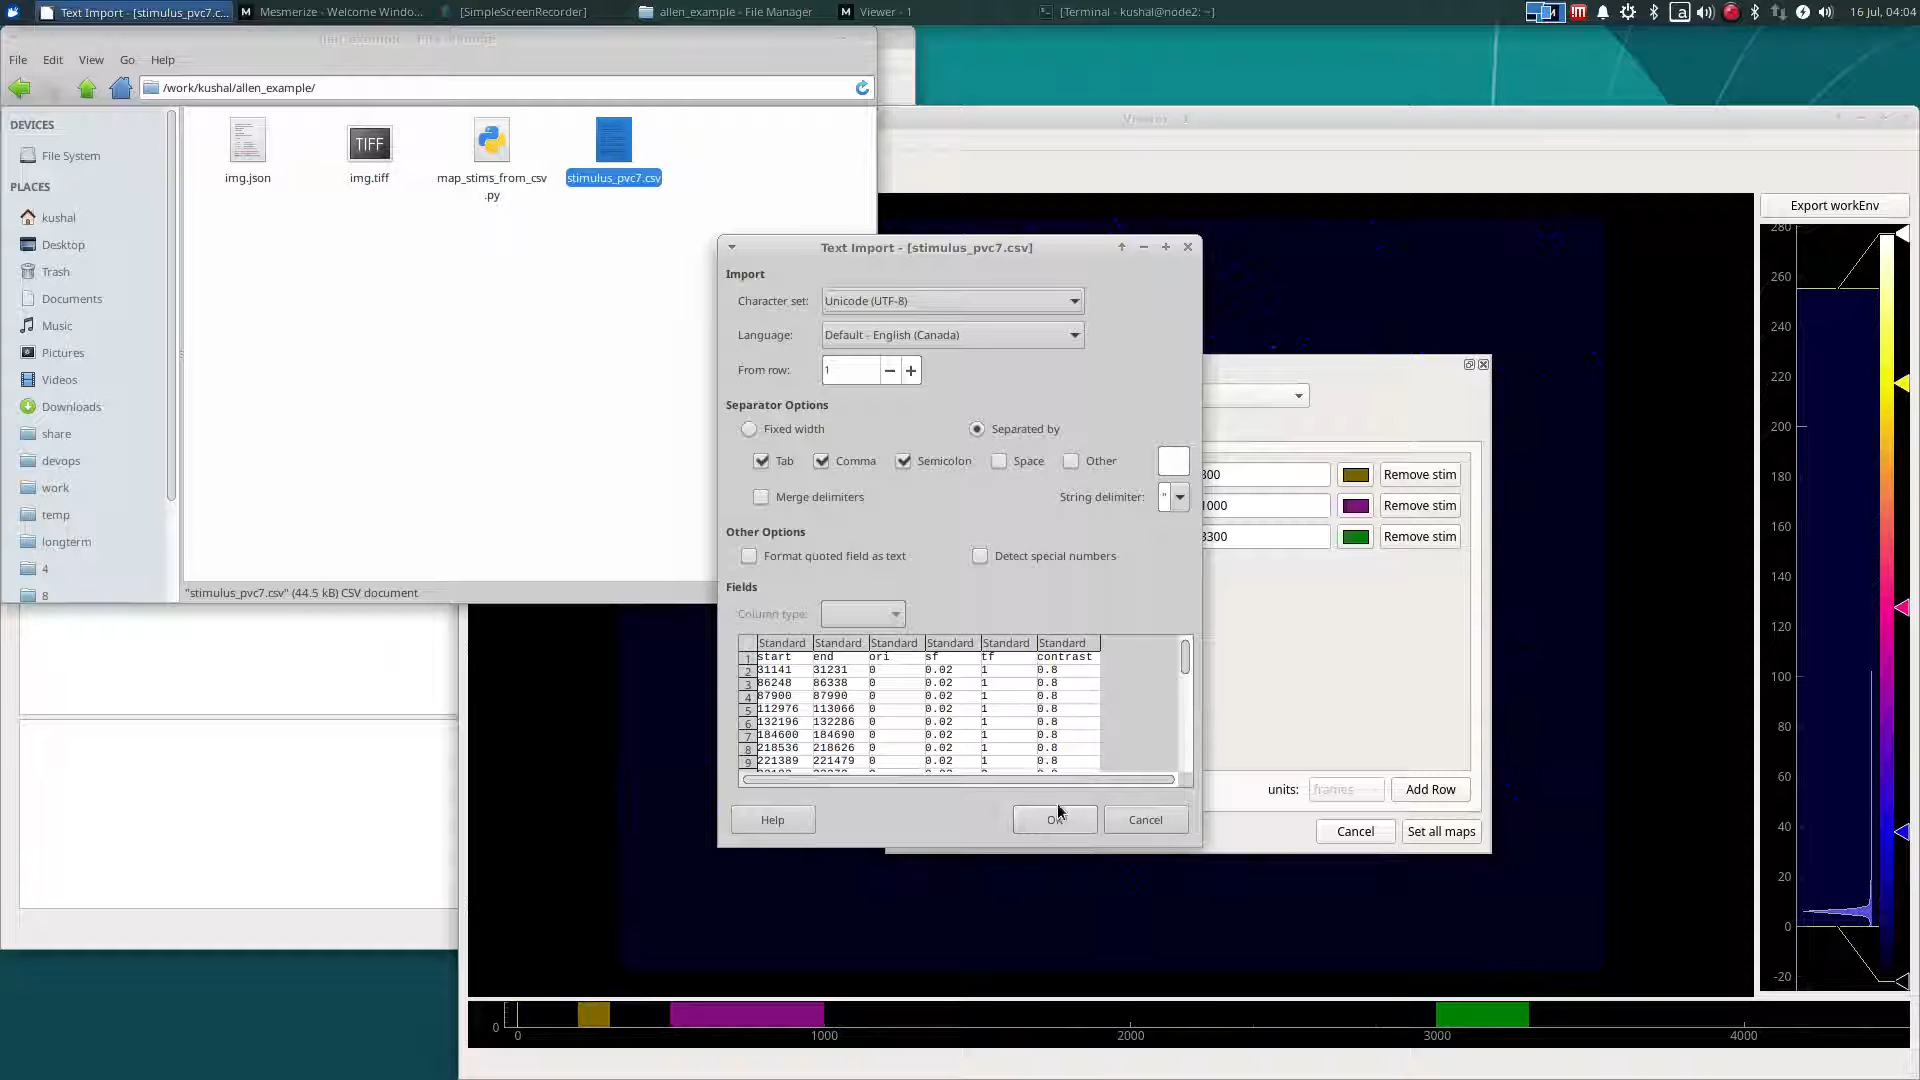 Text Import - [stimulus_pvc7.c...
Mesmerize - Welcome Windo...
[SimpleScreenRecorder]
allen_example - File Manager
Viewer - 1
[Terminal - kushal@node2: ~]
16 Jul, 04:04
File Edit View Go Help
/work/kushal/allen_example/
DEVICES
File System
PLACES
kushal
Desktop
Trash
Documents
Music
Pictures
Videos
Downloads
share
devops
work
temp
longterm
4
8
img.json
TIFF
img.tiff
map_stims_from_csv
.py
stimulus_pvc7.csv
"stimulus_pvc7.csv" (44.5 kB) CSV document
Viewer - 1
Export workEnv
280
260
240
220
200
180
160
140
120
100
80
60
40
20
0
-20
Text Import - [stimulus_pvc7.csv]
Import
Character set: Unicode (UTF-8)
Language: Default - English (Canada)
From row: 1
Separator Options
Fixed width Separated by
Tab Comma Semicolon Space Other
Merge delimiters String delimiter: "
Other Options
Format quoted field as text Detect special numbers
Fields
Column type:
Standard Standard Standard Standard Standard Standard
1 start end ori sf tf contrast
2 31141 31231 0 0.02 1 0.8
3 86248 86338 0 0.02 1 0.8
4 87900 87990 0 0.02 1 0.8
5 112976 113066 0 0.02 1 0.8
6 132196 132286 0 0.02 1 0.8
7 184600 184690 0 0.02 1 0.8
8 218536 218626 0 0.02 1 0.8
9 221389 221479 0 0.02 1 0.8
Help OK Cancel
300 Remove stim
1000 Remove stim
3300 Remove stim
units: frames Add Row
Cancel Set all maps
0
0 1000 2000 3000 4000